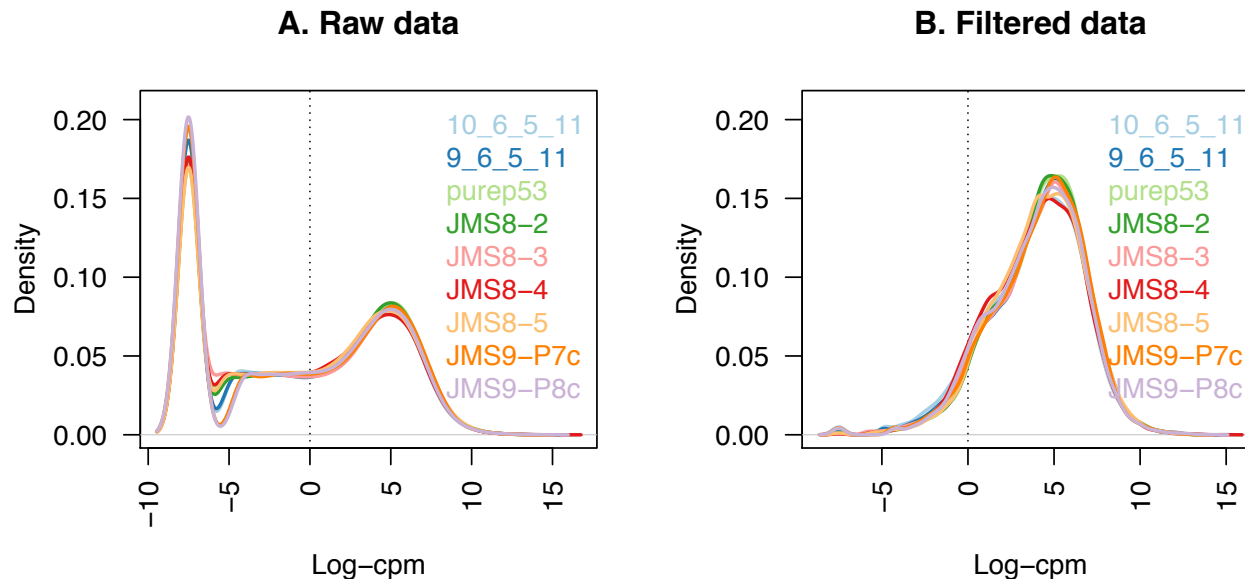 A. Raw data
Density
0.20
0.15
0.10
0.05
0.00
10_6_5_11
9_6_5_11
purep53
JMS8−2
JMS8−3
JMS8−4
JMS8−5
JMS9−P7c
JMS9−P8c
−10
−5
0
5
10
15
Log−cpm
B. Filtered data
Density
0.20
0.15
0.10
0.05
0.00
10_6_5_11
9_6_5_11
purep53
JMS8−2
JMS8−3
JMS8−4
JMS8−5
JMS9−P7c
JMS9−P8c
−5
0
5
10
15
Log−cpm